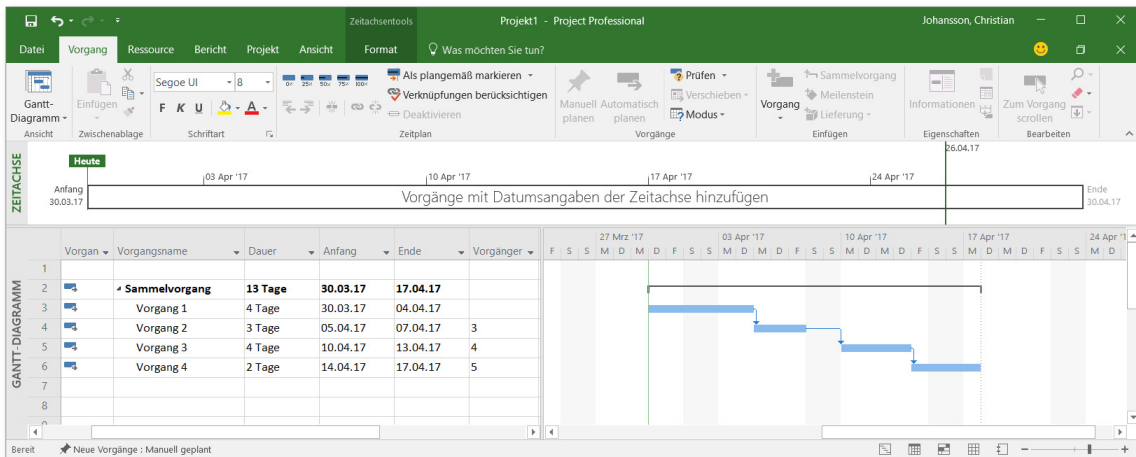 Zeitachsentools
Projekt1 - Project Professional
Johansson, Christian
Datei Vorgang Ressource Bericht Projekt Ansicht Format Was möchten Sie tun?
Gantt-Diagramm
Ansicht
Einfügen
Zwischenablage
Segoe UI 8
F K U A
Schriftart
0% 25% 50% 75% 100%
Als plangemäß markieren
Verknüpfungen berücksichtigen
Deaktivieren
Zeitplan
Manuell planen
Automatisch planen
Prüfen
Verschieben
Modus
Vorgänge
Vorgang
Sammelvorgang
Meilenstein
Lieferung
Einfügen
Informationen
Eigenschaften
Zum Vorgang scrollen
Bearbeiten
ZEITACHSE
Heute
26.04.17
03 Apr '17 10 Apr '17 17 Apr '17 24 Apr '17
Anfang
30.03.17
Vorgänge mit Datumsangaben der Zeitachse hinzufügen
Ende
30.04.17
GANTT-DIAGRAMM
Vorgan Vorgangsname Dauer Anfang Ende Vorgänger
27 Mrz '17 03 Apr '17 10 Apr '17 17 Apr '17 24 Apr '1
F S S M D M D F S S M D M D F S S M D M D F S S M D M D F S S M D
1
2 Sammelvorgang 13 Tage 30.03.17 17.04.17
3 Vorgang 1 4 Tage 30.03.17 04.04.17
4 Vorgang 2 3 Tage 05.04.17 07.04.17 3
5 Vorgang 3 4 Tage 10.04.17 13.04.17 4
6 Vorgang 4 2 Tage 14.04.17 17.04.17 5
7
8
Bereit Neue Vorgänge : Manuell geplant